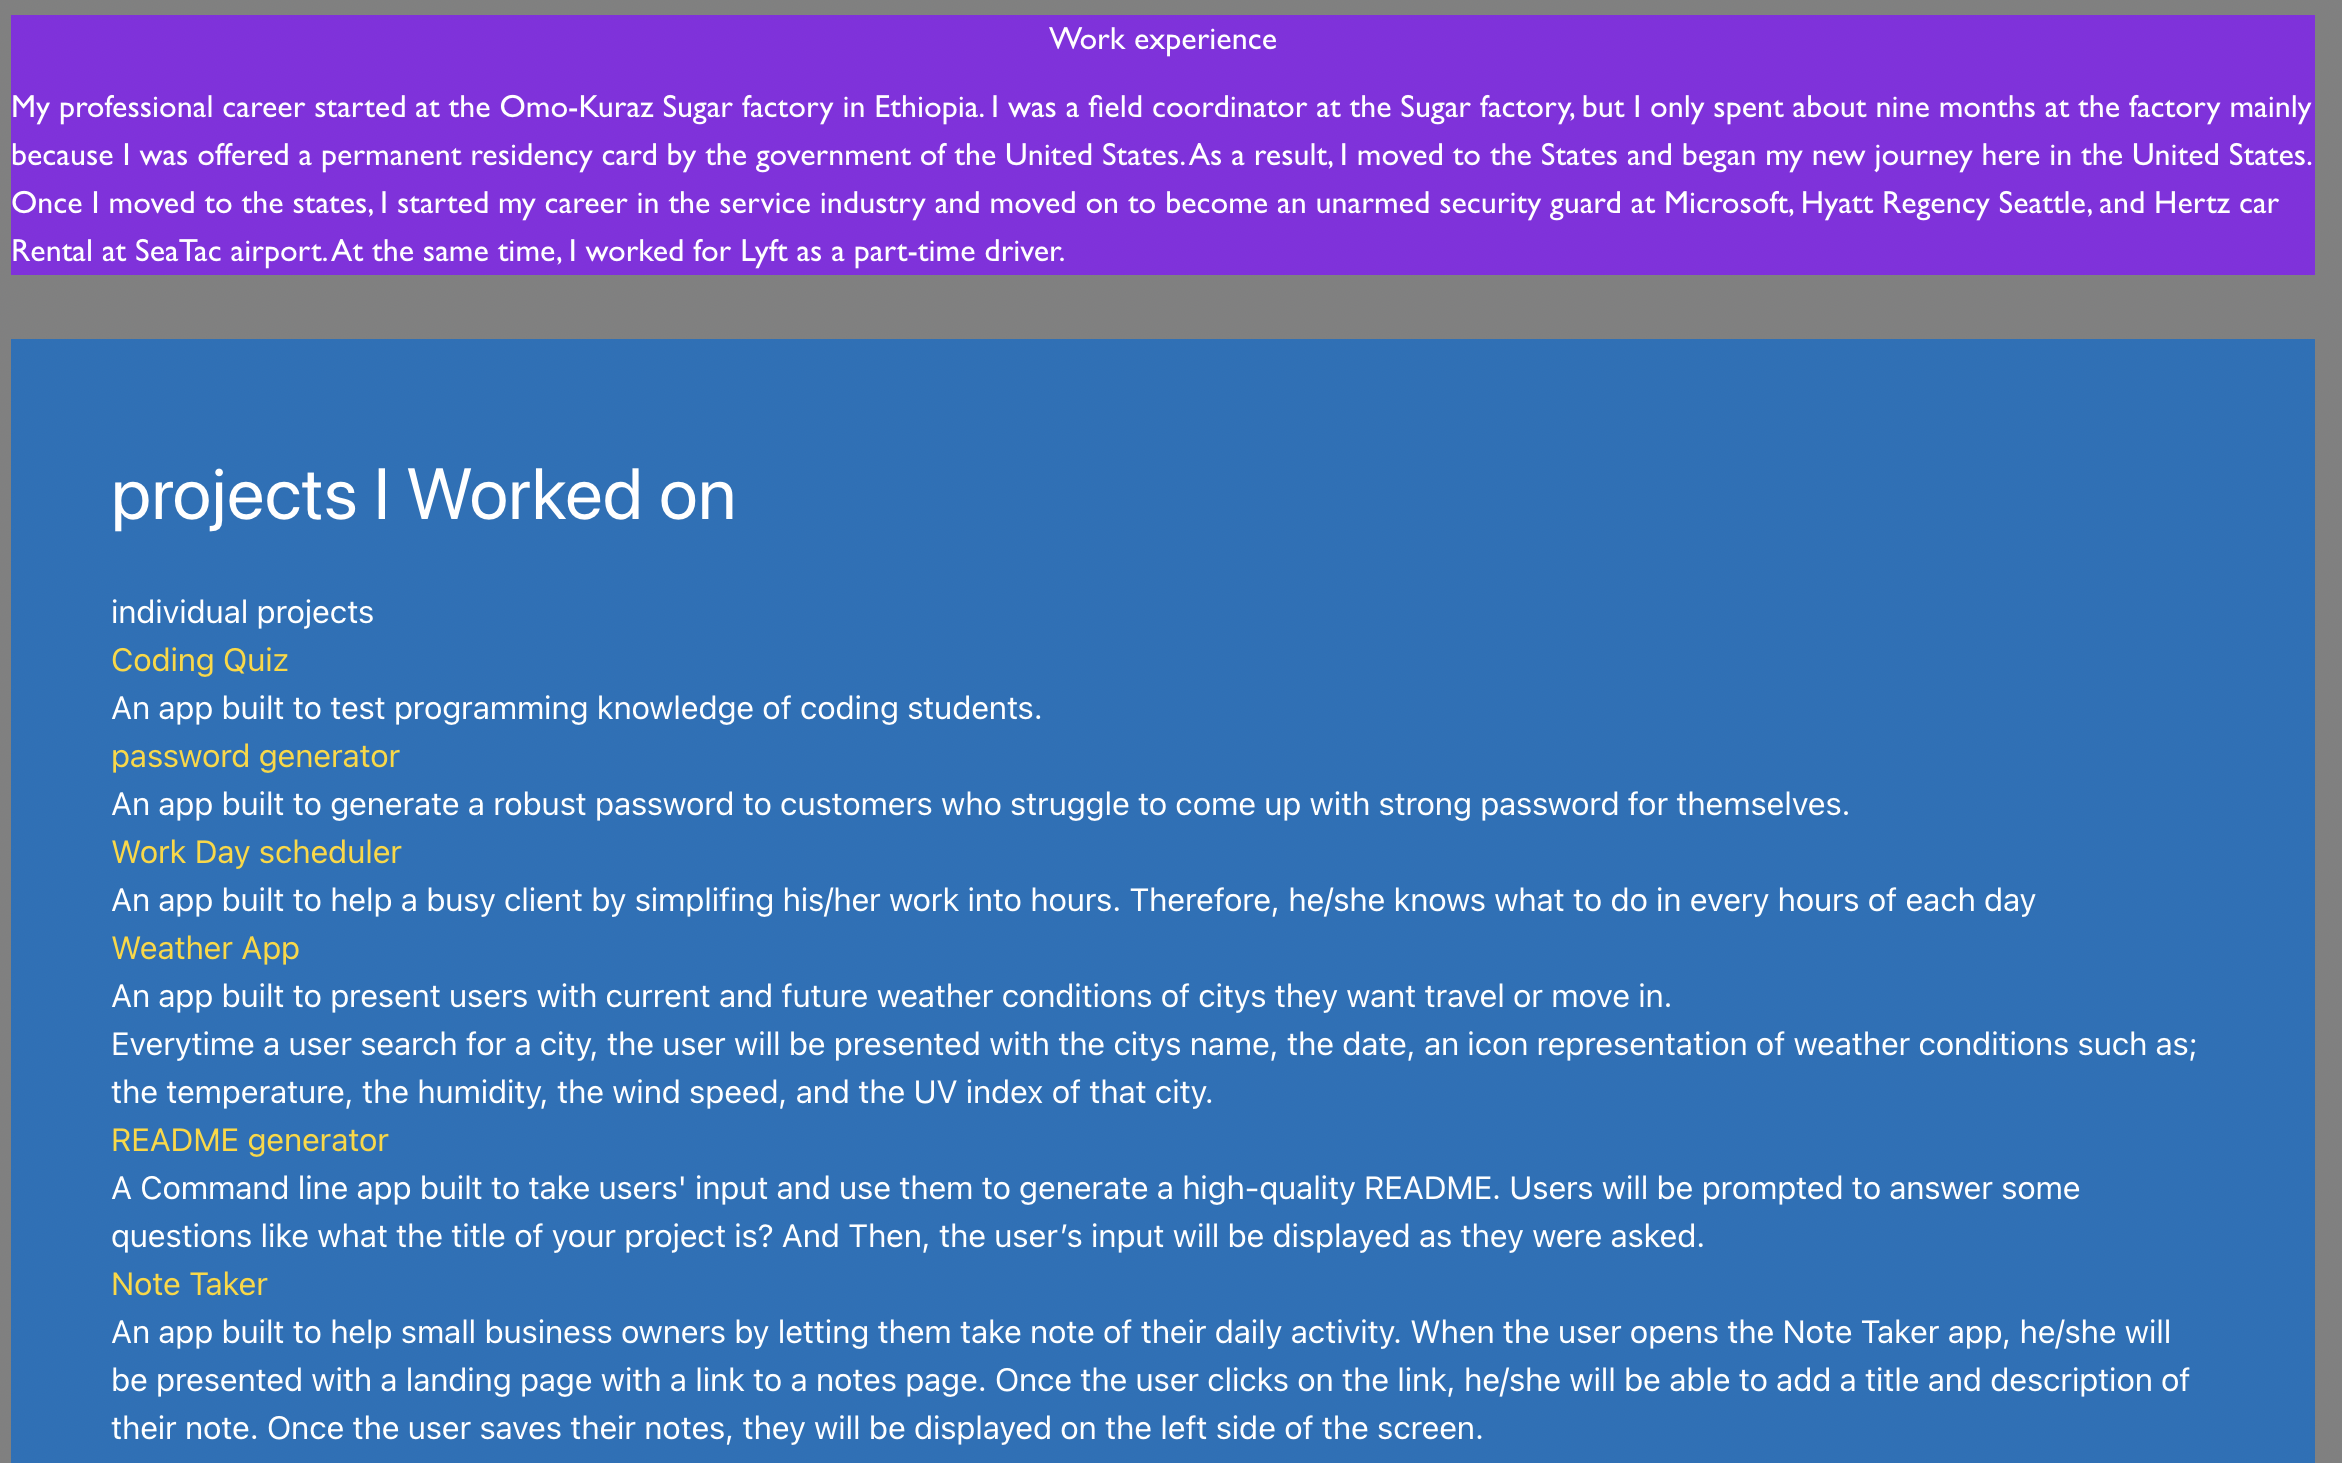 Work experience
My professional career started at the Omo-Kuraz Sugar factory in Ethiopia. I was a field coordinator at the Sugar factory, but I only spent about nine months at the factory mainly
because I was offered a permanent residency card by the government of the United States. As a result, I moved to the States and began my new journey here in the United States.
Once I moved to the states, I started my career in the service industry and moved on to become an unarmed security guard at Microsoft, Hyatt Regency Seattle, and Hertz car
Rental at SeaTac airport. At the same time, I worked for Lyft as a part-time driver.
projects I Worked on
individual projects
Coding Quiz
An app built to test programming knowledge of coding students.
password generator
An app built to generate a robust password to customers who struggle to come up with strong password for themselves.
Work Day scheduler
An app built to help a busy client by simplifing his/her work into hours. Therefore, he/she knows what to do in every hours of each day
Weather App
An app built to present users with current and future weather conditions of citys they want travel or move in.
Everytime a user search for a city, the user will be presented with the citys name, the date, an icon representation of weather conditions such as;
the temperature, the humidity, the wind speed, and the UV index of that city.
README generator
A Command line app built to take users' input and use them to generate a high-quality README. Users will be prompted to answer some
questions like what the title of your project is? And Then, the user’s input will be displayed as they were asked.
Note Taker
An app built to help small business owners by letting them take note of their daily activity. When the user opens the Note Taker app, he/she will
be presented with a landing page with a link to a notes page. Once the user clicks on the link, he/she will be able to add a title and description of
their note. Once the user saves their notes, they will be displayed on the left side of the screen.